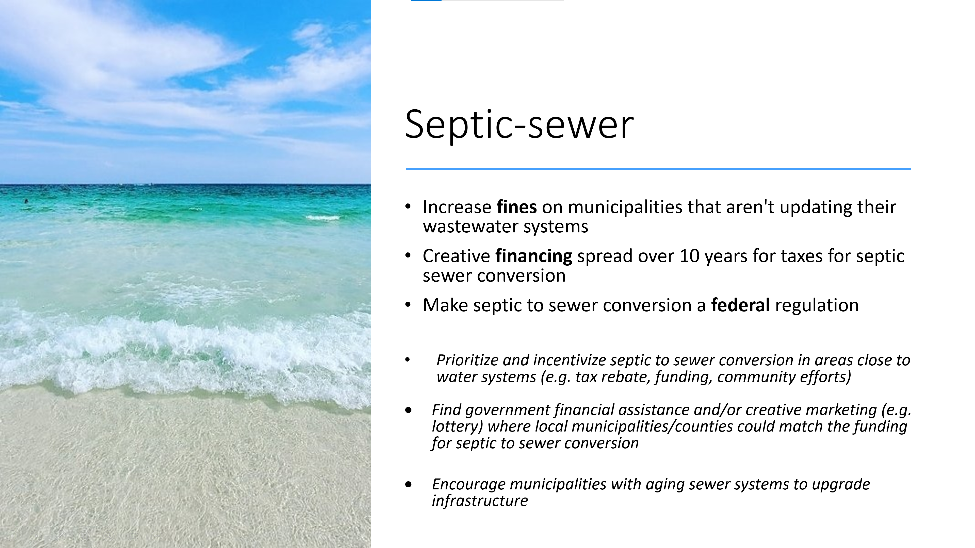 Septic-sewer
• Increase fines on municipalities that aren't updating their
wastewater systems
• Creative financing spread over 10 years for taxes for septic
sewer conversion
• Make septic to sewer conversion a federal regulation
• Prioritize and incentivize septic to sewer conversion in areas close to
water systems (e.g. tax rebate, funding, community efforts)
• Find government financial assistance and/or creative marketing (e.g.
lottery) where local municipalities/counties could match the funding
for septic to sewer conversion
• Encourage municipalities with aging sewer systems to upgrade
infrastructure